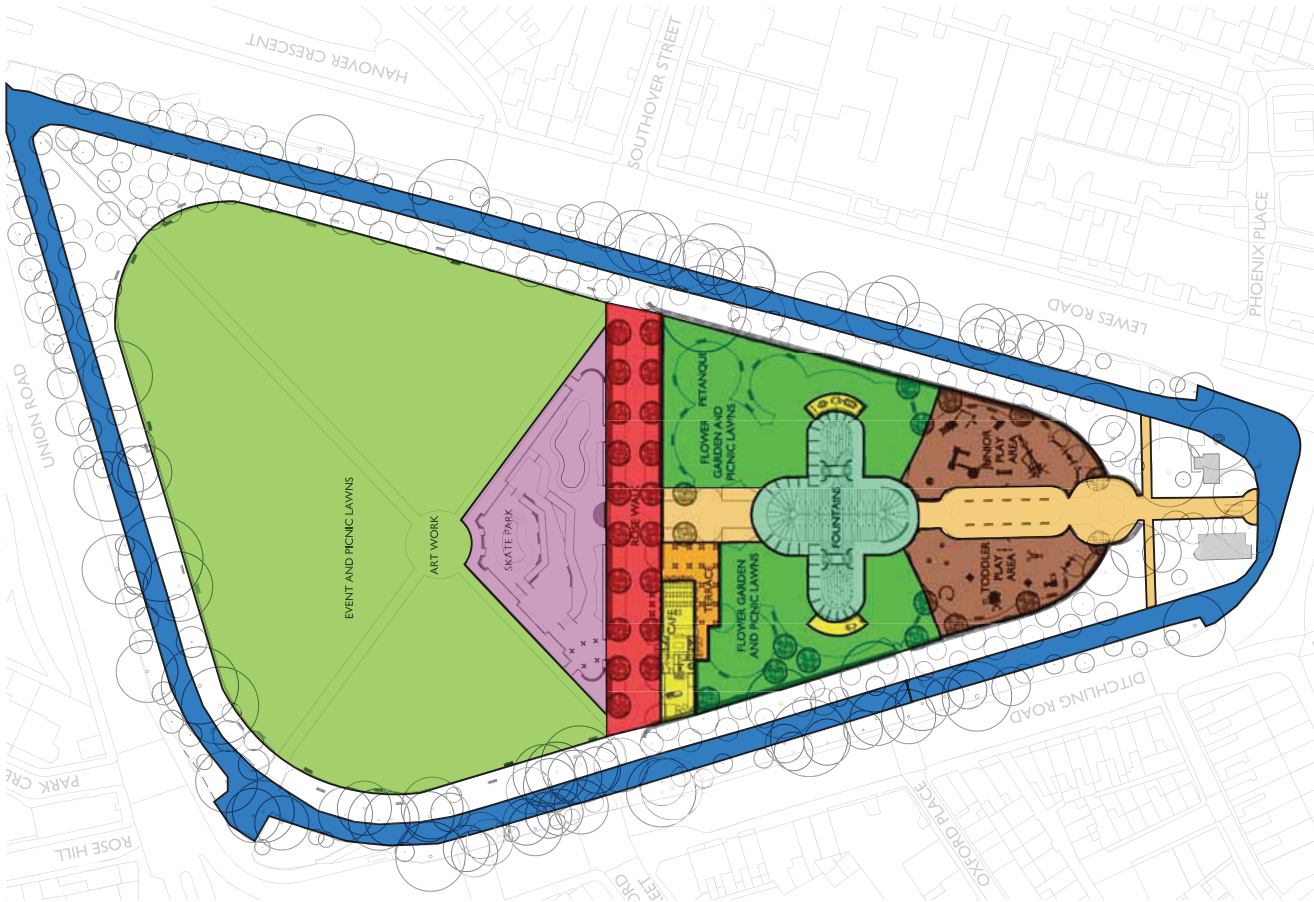 HANOVER CRESCENT
SOUTHOVER STREET
PHOENIX PLACE
LEWES ROAD
UNION ROAD
EVENT AND PICNIC LAWNS
ART WORK
SKATE PARK
ROSE WALK
PETANQUE
FLOWER
GARDEN AND
PICNIC LAWNS
FOUNTAINS
JUNIOR
PLAY
AREA
TODDLER
PLAY
AREA
TERRACE
CAFE
FLOWER GARDEN
AND PICNIC LAWNS
DITCHLING ROAD
OXFORD PLACE
PARK CRE
ROSE HILL